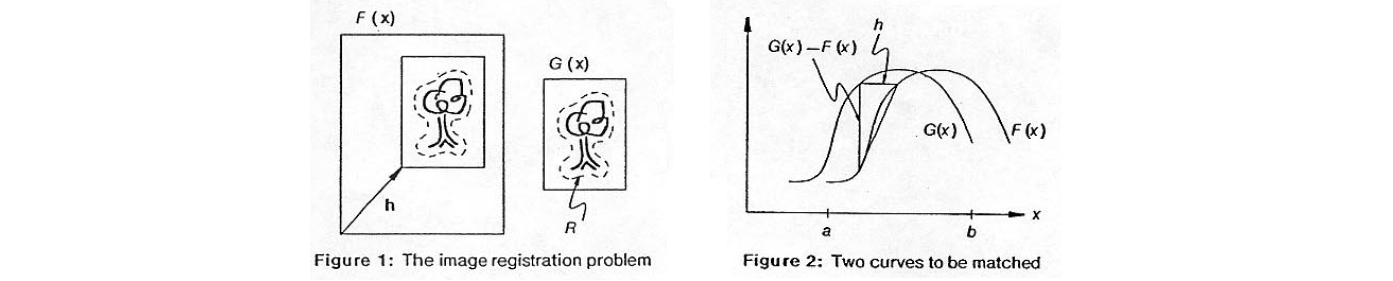 F (x)
G (x)
h
R
Figure 1: The image registration problem
h
G(x) – F (x)
G(x)
F (x)
x
a
b
Figure 2: Two curves to be matched